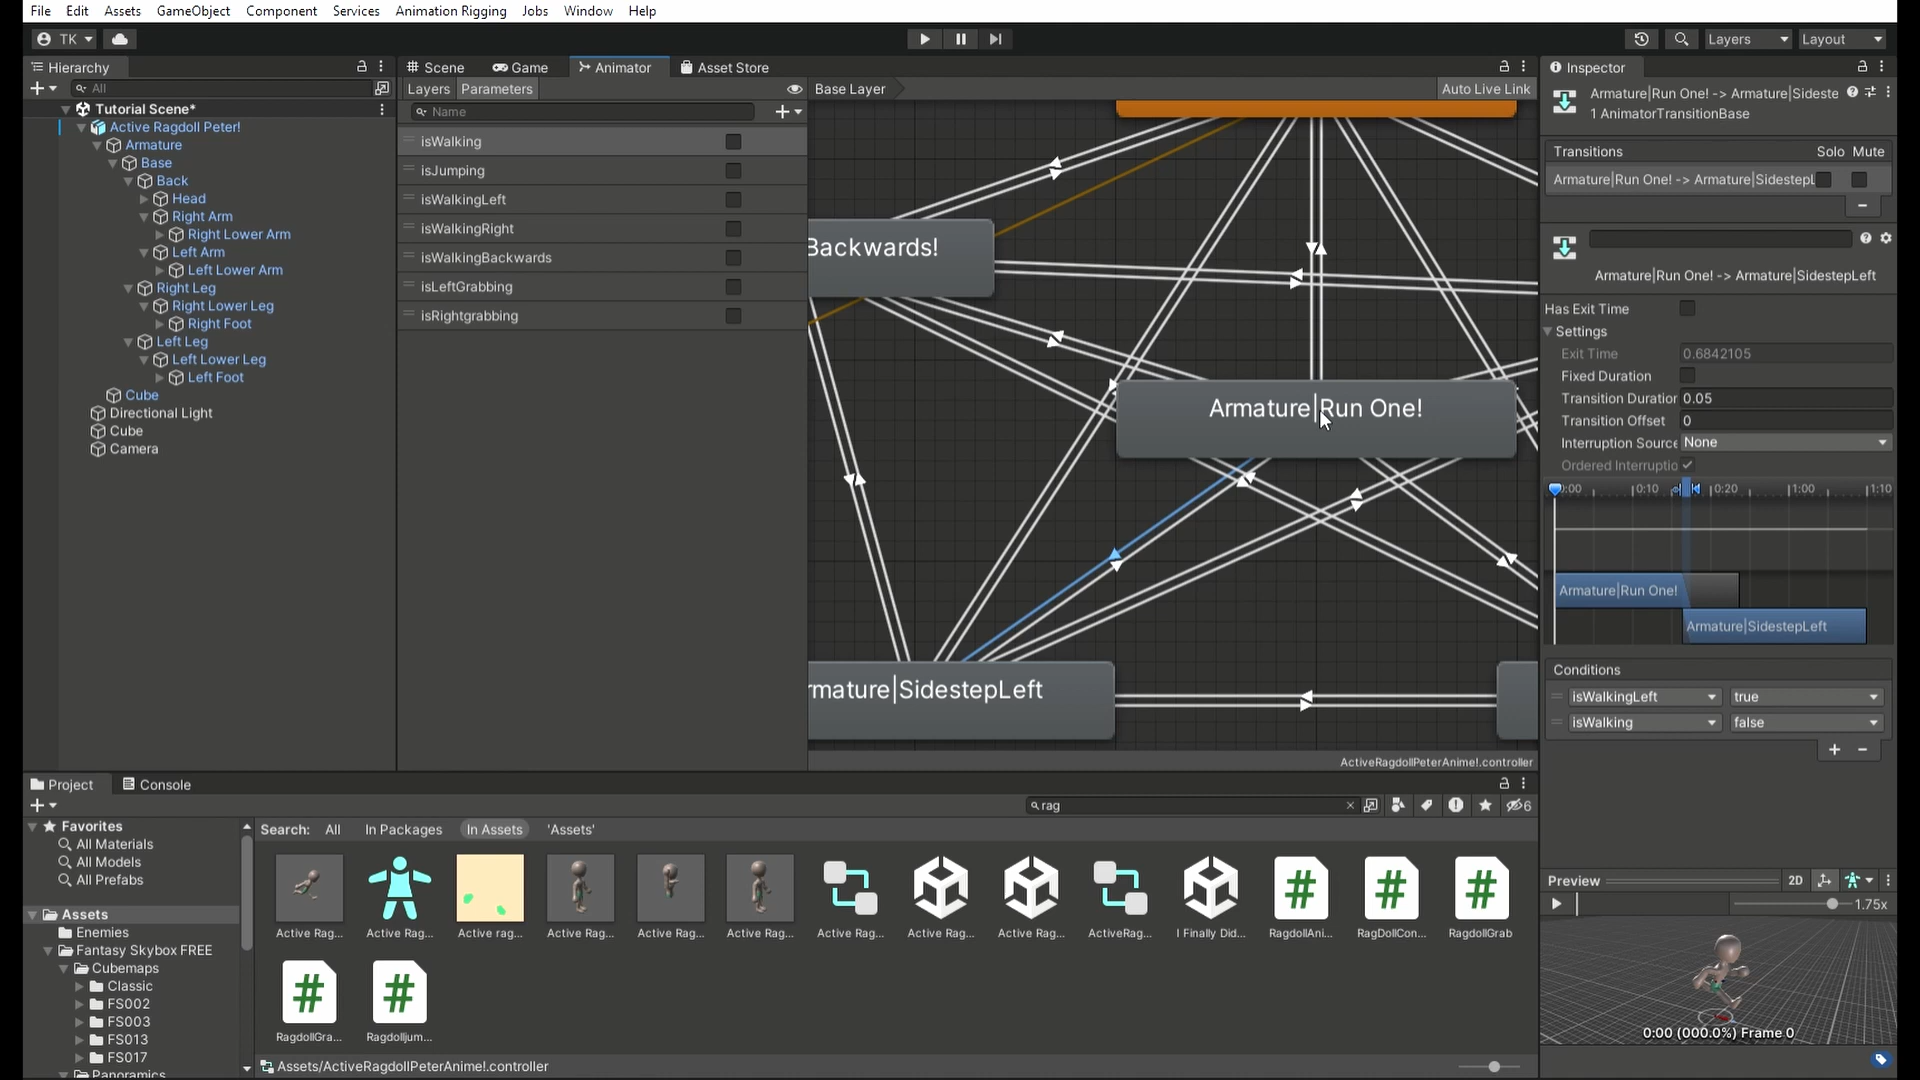 File Edit Assets GameObject Component Services Animation Rigging Jobs Window Help
TK Layers Layout
Hierarchy
All
Tutorial Scene*
Active Ragdoll Peter!
Armature
Base
Back
Head
Right Arm
Right Lower Arm
Left Arm
Left Lower Arm
Right Leg
Right Lower Leg
Right Foot
Left Leg
Left Lower Leg
Left Foot
Cube
Directional Light
Cube
Camera
Scene Game Animator Asset Store
Layers Parameters Base Layer Auto Live Link
Name
isWalking
isJumping
isWalkingLeft
isWalkingRight
isWalkingBackwards
isLeftGrabbing
isRightgrabbing
Backwards!
Armature|Run One!
rmature|SidestepLeft
ActiveRagdollPeterAnime!.controller
Inspector
Armature|Run One! -> Armature|Sideste
1 AnimatorTransitionBase
Transitions Solo Mute
Armature|Run One! -> Armature|SidestepL
Armature|Run One! -> Armature|SidestepLeft
Has Exit Time
Settings
Exit Time 0.6842105
Fixed Duration
Transition Duration 0.05
Transition Offset 0
Interruption Source None
Ordered Interruptio
:00 0:10 0:20 1:00 1:10
Armature|Run One!
Armature|SidestepLeft
Conditions
isWalkingLeft true
isWalking false
Preview 2D
1.75x
0:00 (000.0%) Frame 0
Project Console
rag 6
Favorites
All Materials
All Models
All Prefabs
Assets
Enemies
Fantasy Skybox FREE
Cubemaps
Classic
FS002
FS003
FS013
FS017
Panoramics
Search: All In Packages In Assets 'Assets'
Active Rag... Active Rag... Active rag... Active Rag... Active Rag... Active Rag... Active Rag... Active Rag... Active Rag... ActiveRag... I Finally Did... RagdollAni... RagDollCon... RagdollGrab
RagdollGra... Ragdolljum...
Assets/ActiveRagdollPeterAnime!.controller